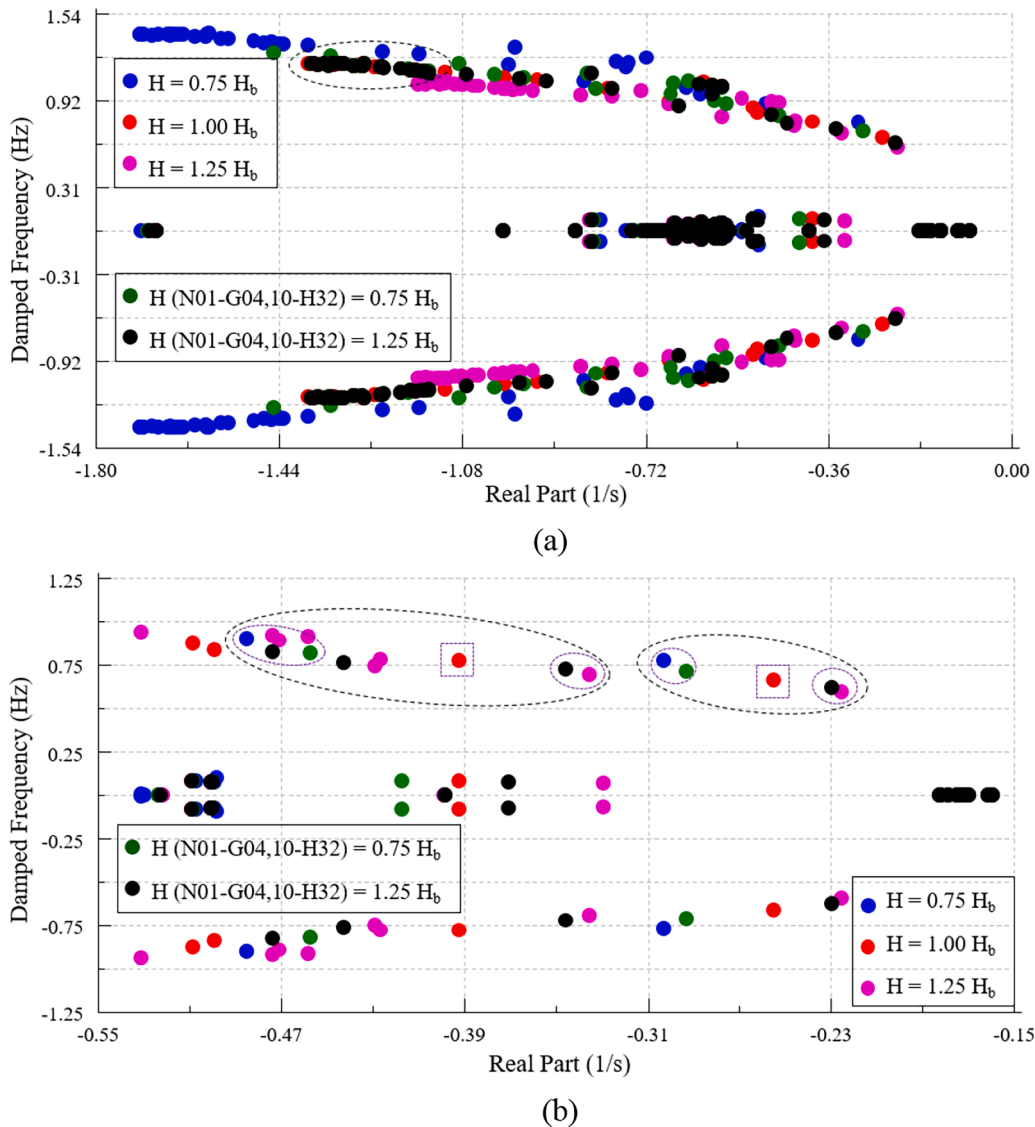 1.54
0.92
0.31
-0.31
-0.92
-1.54
Damped Frequency (Hz)
H = 0.75 Hb
H = 1.00 Hb
H = 1.25 Hb
H (N01-G04,10-H32) = 0.75 Hb
H (N01-G04,10-H32) = 1.25 Hb
-1.80 -1.44 -1.08 -0.72 -0.36 0.00
Real Part (1/s)
(a)
1.25
0.75
0.25
-0.25
-0.75
-1.25
Damped Frequency (Hz)
H (N01-G04,10-H32) = 0.75 Hb
H (N01-G04,10-H32) = 1.25 Hb
H = 0.75 Hb
H = 1.00 Hb
H = 1.25 Hb
-0.55 -0.47 -0.39 -0.31 -0.23 -0.15
Real Part (1/s)
(b)